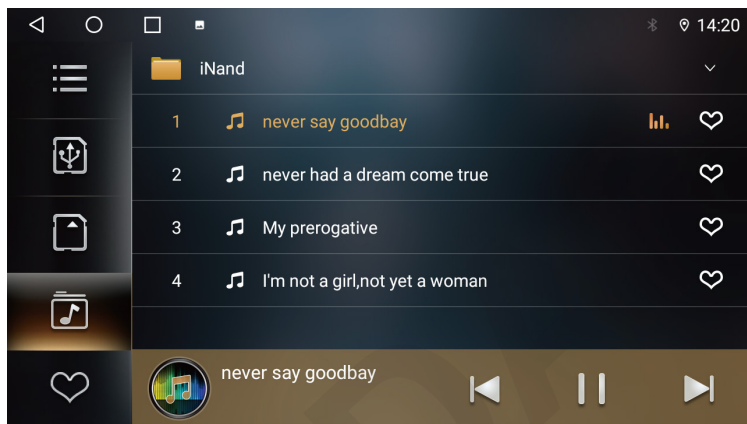 14:20
iNand
1 never say goodbay
2 never had a dream come true
3 My prerogative
4 I'm not a girl,not yet a woman
never say goodbay